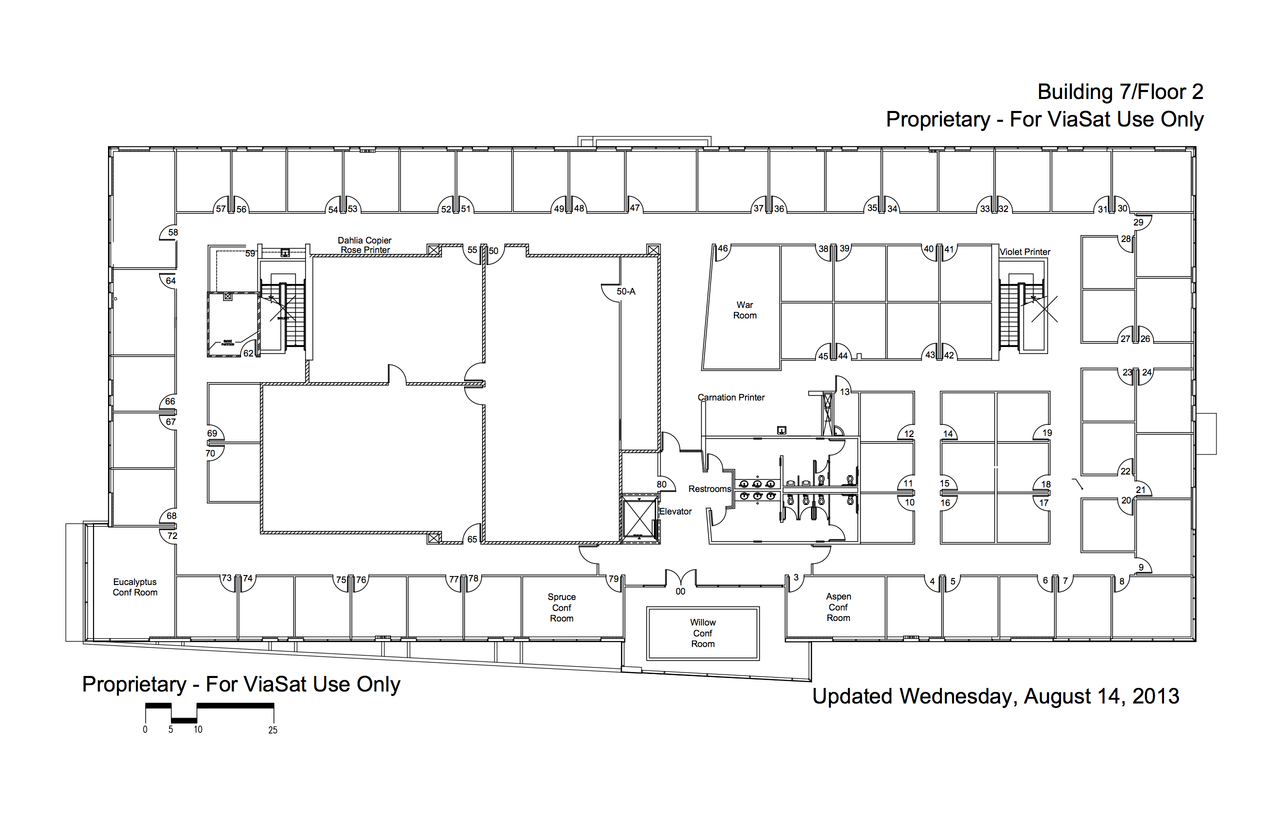 Building 7/Floor 2
Proprietary - For ViaSat Use Only
57 56 54 53 52 51 49 48 47 37 36 35 34 33 32 31 30
29
58
Dahlia Copier
Rose Printer
59
55
50
46
38
39
40
41
Violet Printer
28
64
50-A
War
Room
62
45
44
43
42
27
26
66
67
69
70
Carnation Printer
13
23
24
12
14
19
22
80
Restrooms
11
15
18
21
10
16
17
20
68
72
65
Elevator
9
73 74 75 76 77 78 79
00
3
4 5 6 7 8
Eucalyptus
Conf Room
Spruce
Conf
Room
Willow
Conf
Room
Aspen
Conf
Room
Proprietary - For ViaSat Use Only
Updated Wednesday, August 14, 2013
0 5 10 25